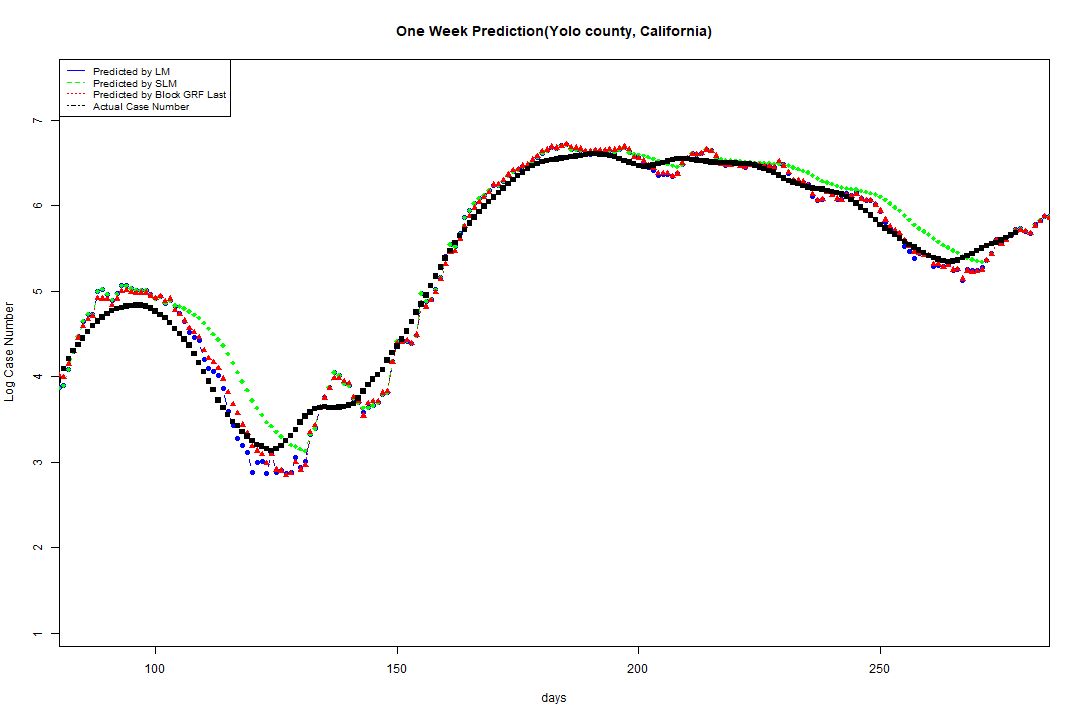 One Week Prediction(Yolo county, California)
Predicted by LM
Predicted by SLM
Predicted by Block GRF Last
Actual Case Number
Log Case Number
7
6
5
4
3
2
1
100 150 200 250
days